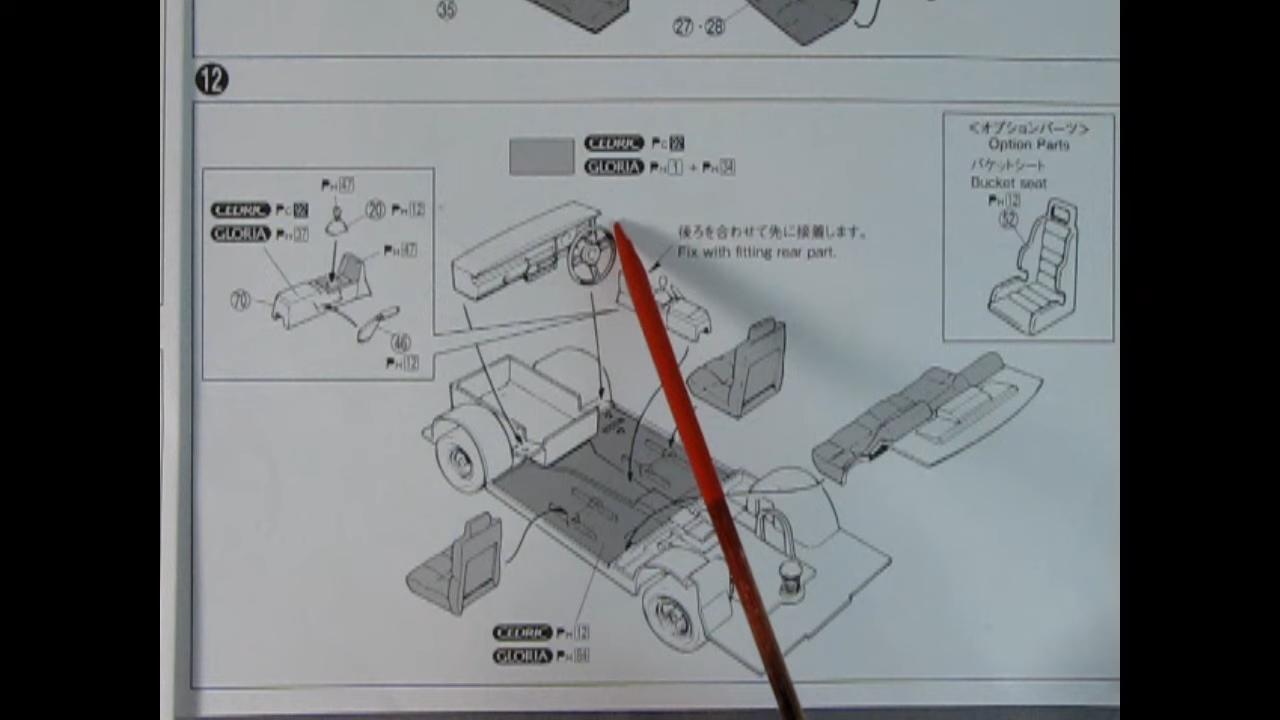 35
27・28
12
CEDRIC PC 92
GLORIA PH 1 + PH 34
<オプションパーツ>
Option Parts
バケットシート
Bucket seat
PH 12
52
PH 47
CEDRIC PC 92
20 PH 12
GLORIA PH 37
PH 47
70
46
PH 12
後ろを合わせて先に接着します。
Fix with fitting rear part.
CEDRIC PH 12
GLORIA PH 84